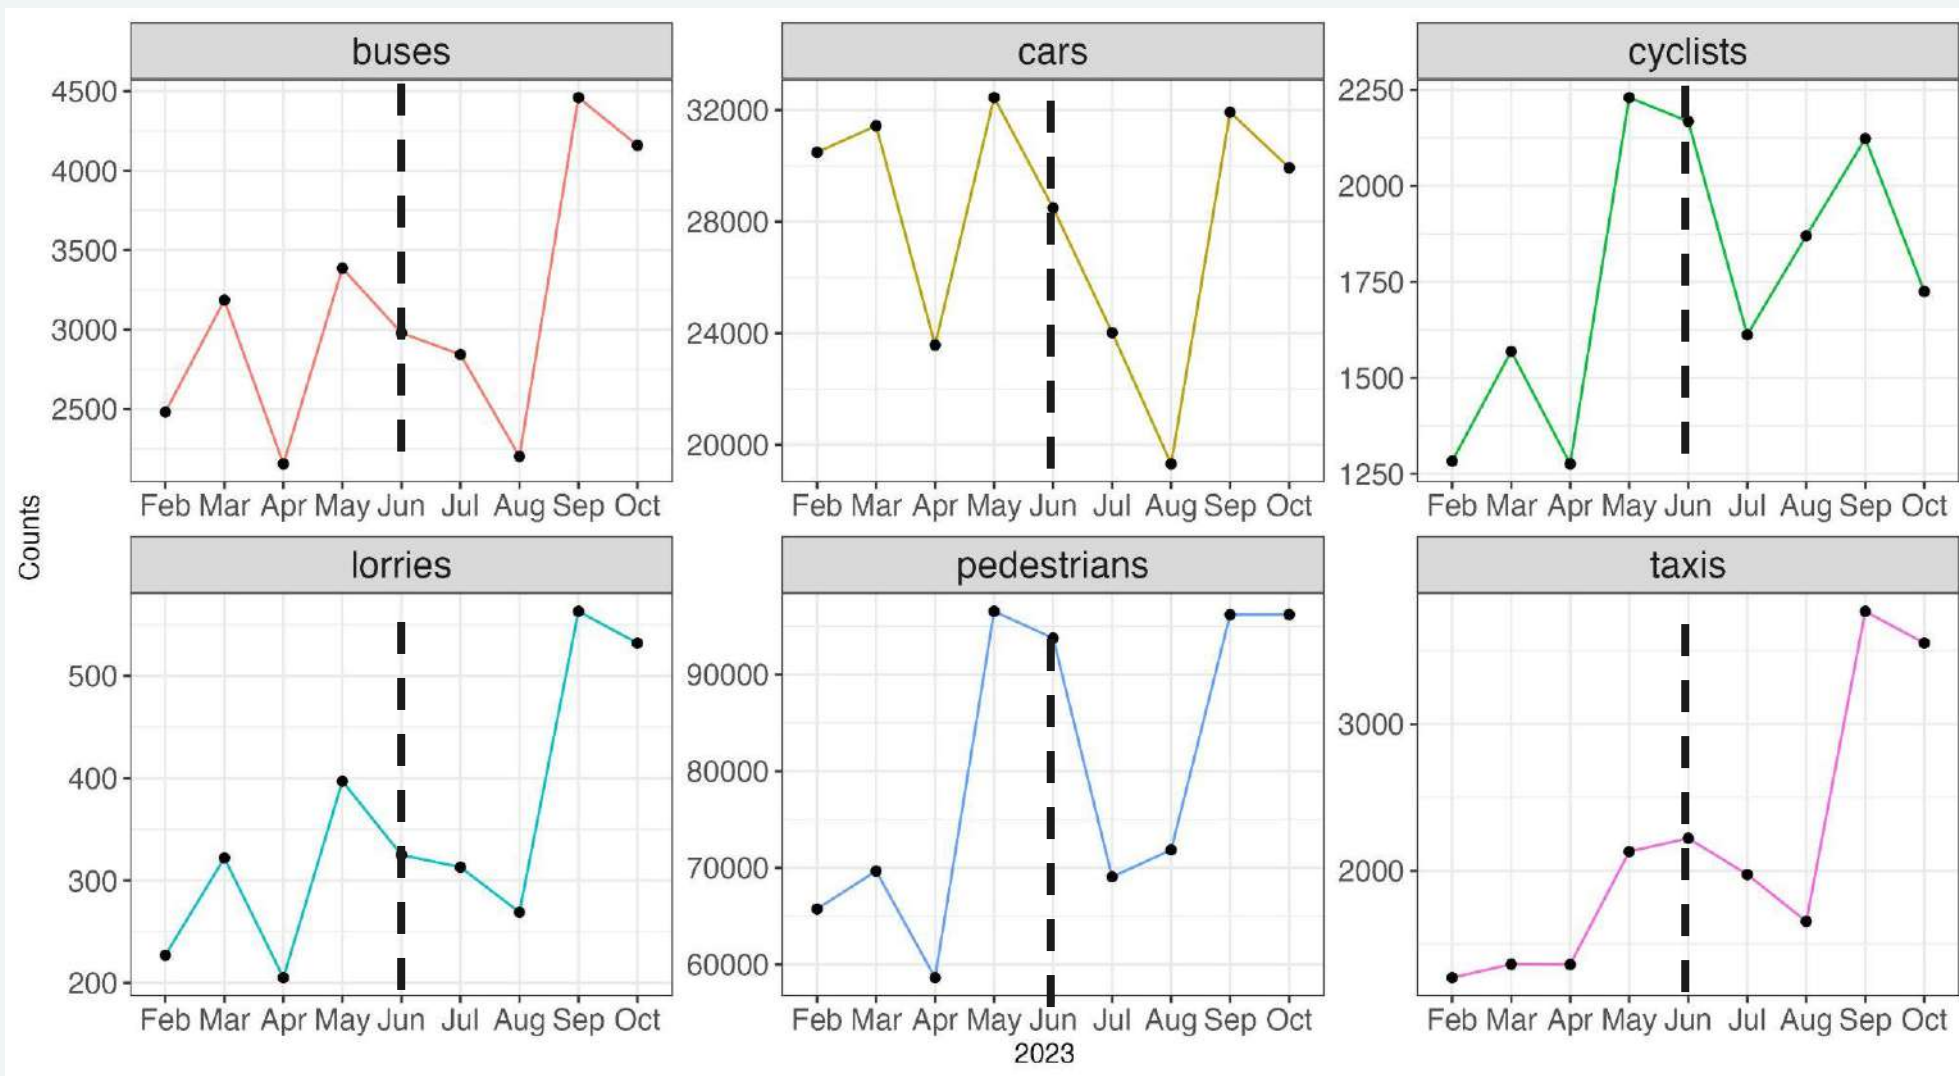 buses
cars
cyclists
4500
4000
3500
3000
2500
32000
28000
24000
20000
2250
2000
1750
1500
1250
Feb Mar Apr May Jun Jul Aug Sep Oct
Feb Mar Apr May Jun Jul Aug Sep Oct
Feb Mar Apr May Jun Jul Aug Sep Oct
Counts
lorries
pedestrians
taxis
500
400
300
200
90000
80000
70000
60000
3000
2000
Feb Mar Apr May Jun Jul Aug Sep Oct
Feb Mar Apr May Jun Jul Aug Sep Oct
Feb Mar Apr May Jun Jul Aug Sep Oct
2023